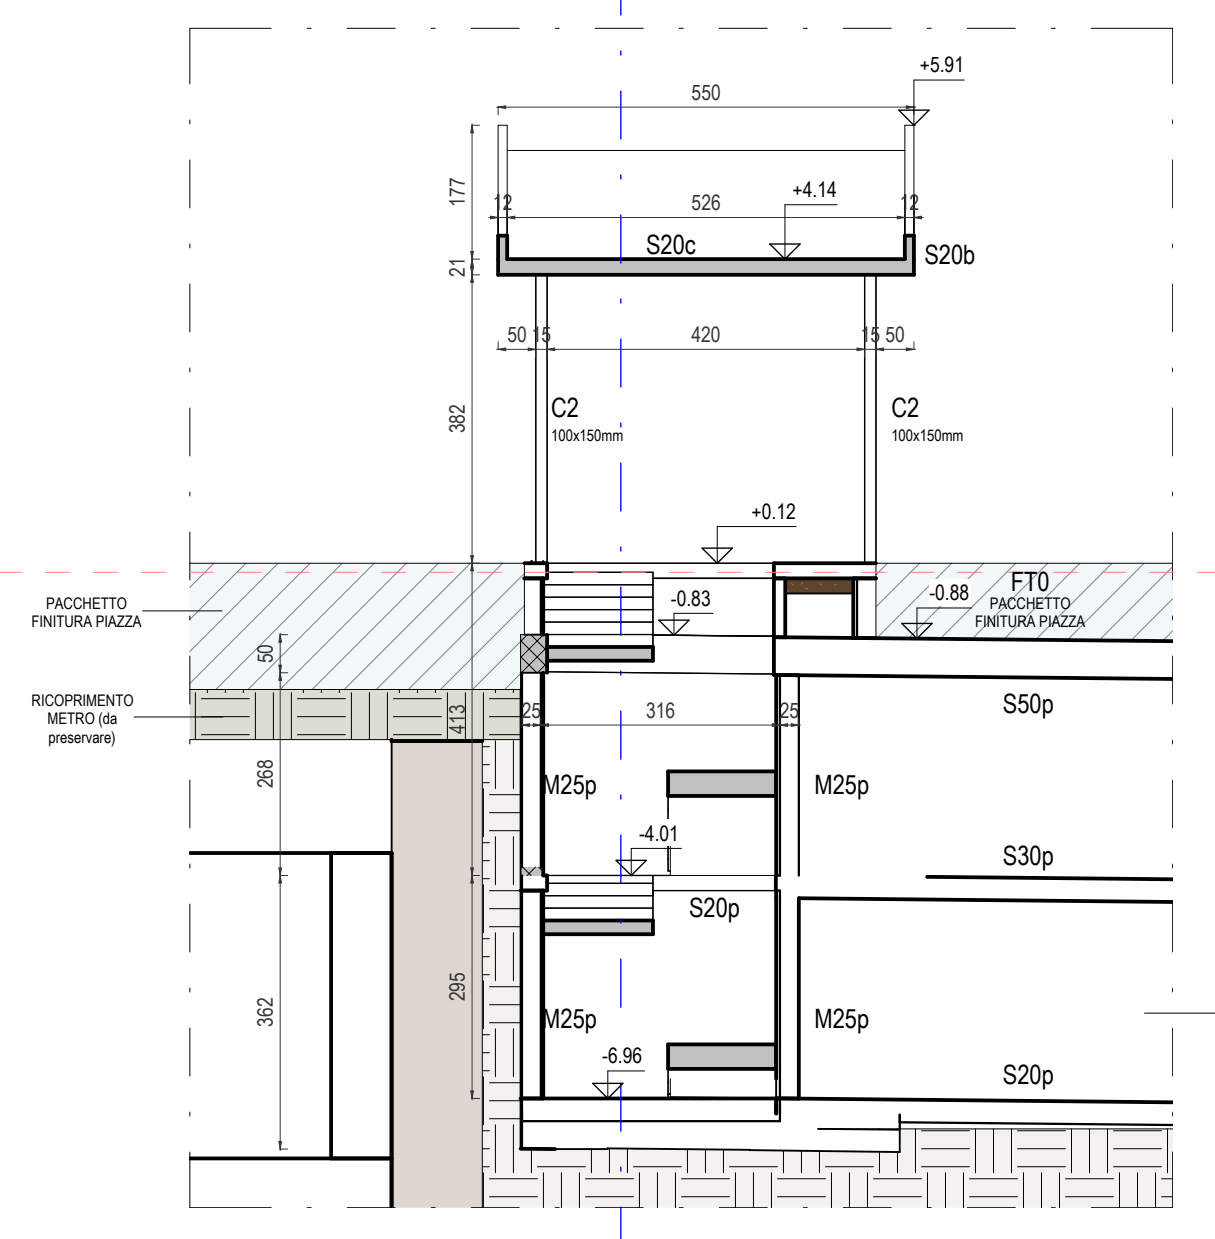 +5.91
550
177
+4.14
12
526
12
S20c
S20b
21
50
15
420
15
50
382
C2
100x150mm
C2
100x150mm
+0.12
PACCHETTO
FINITURA PIAZZA
-0.83
-0.88
FT0
PACCHETTO
FINITURA PIAZZA
50
RICOPRIMENTO
METRO (da
preservare)
413
25
316
25
S50p
268
M25p
M25p
-4.01
S30p
S20p
295
362
M25p
M25p
-6.96
S20p